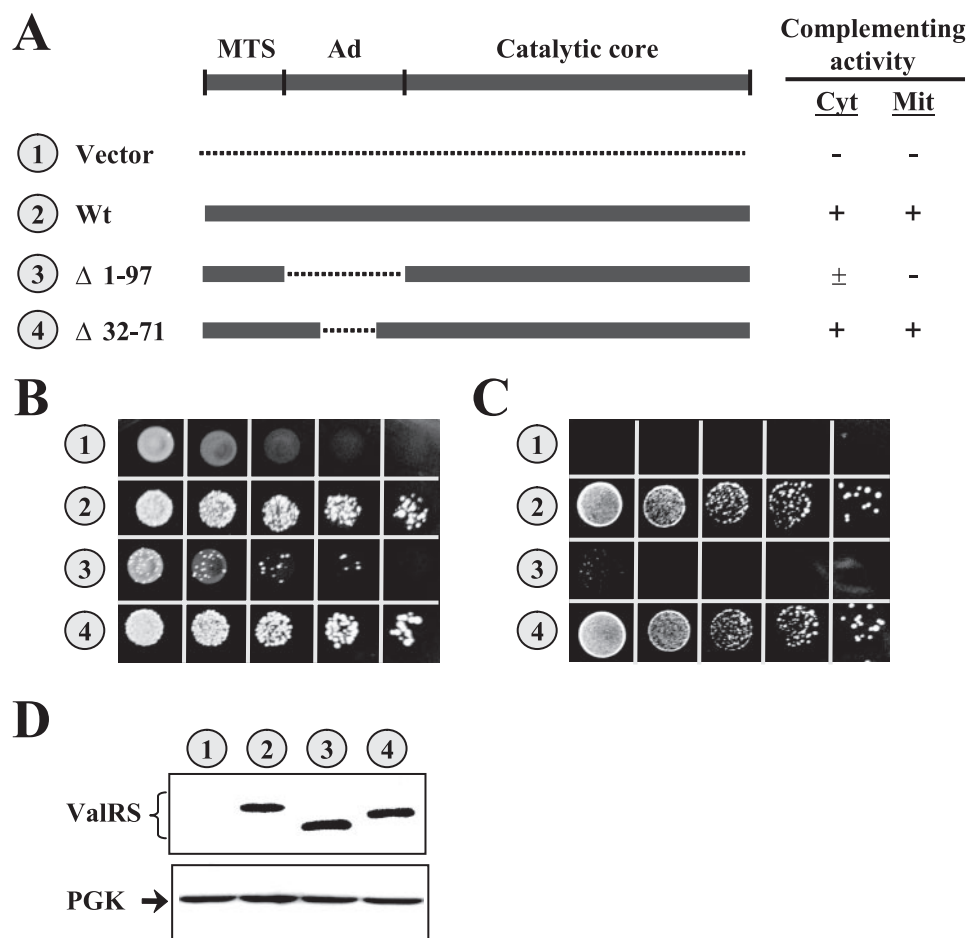 A
MTS Ad Catalytic core
Complementing
activity
Cyt Mit
1 Vector - -
2 Wt + +
3 Δ 1-97 ± -
4 Δ 32-71 + +
B
1
2
3
4
C
1
2
3
4
D
1 2 3 4
ValRS
PGK